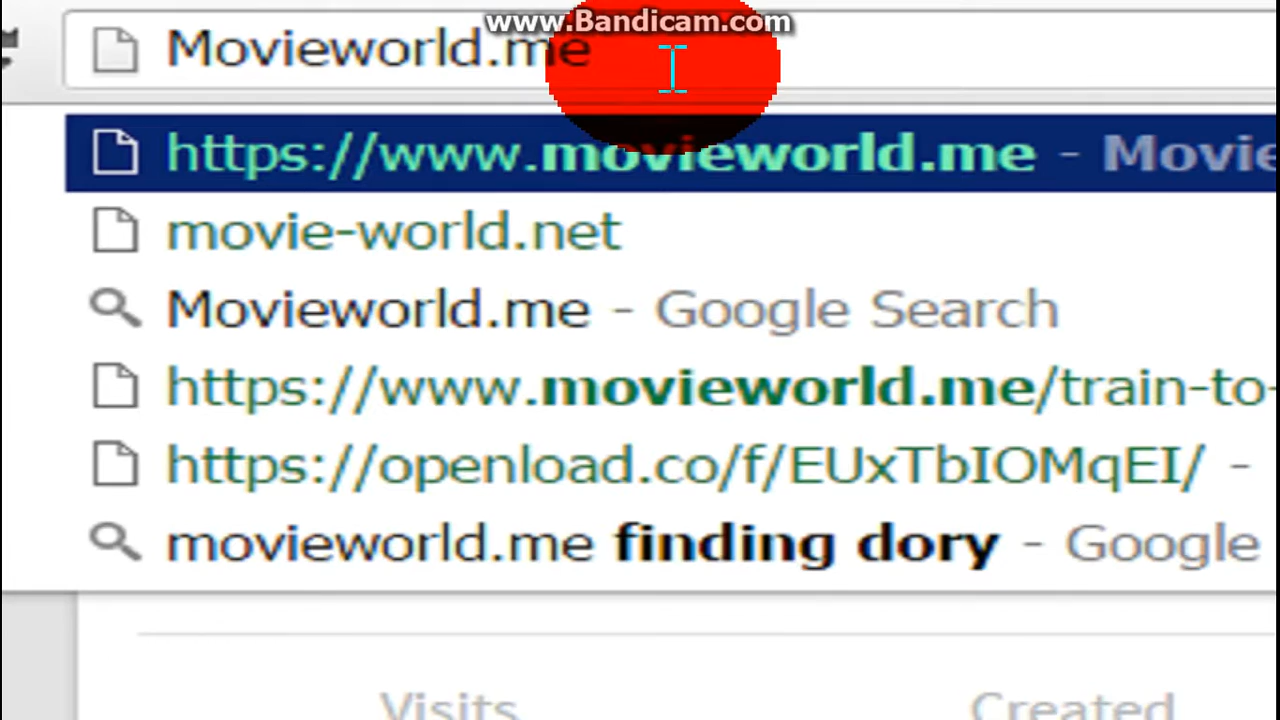 www.Bandicam.com
Movieworld.me
https://www.movieworld.me - Movie
movie-world.net
Movieworld.me - Google Search
https://www.movieworld.me/train-to-
https://openload.co/f/EUxTbIOMqEI/ -
movieworld.me finding dory - Google
Visits Created